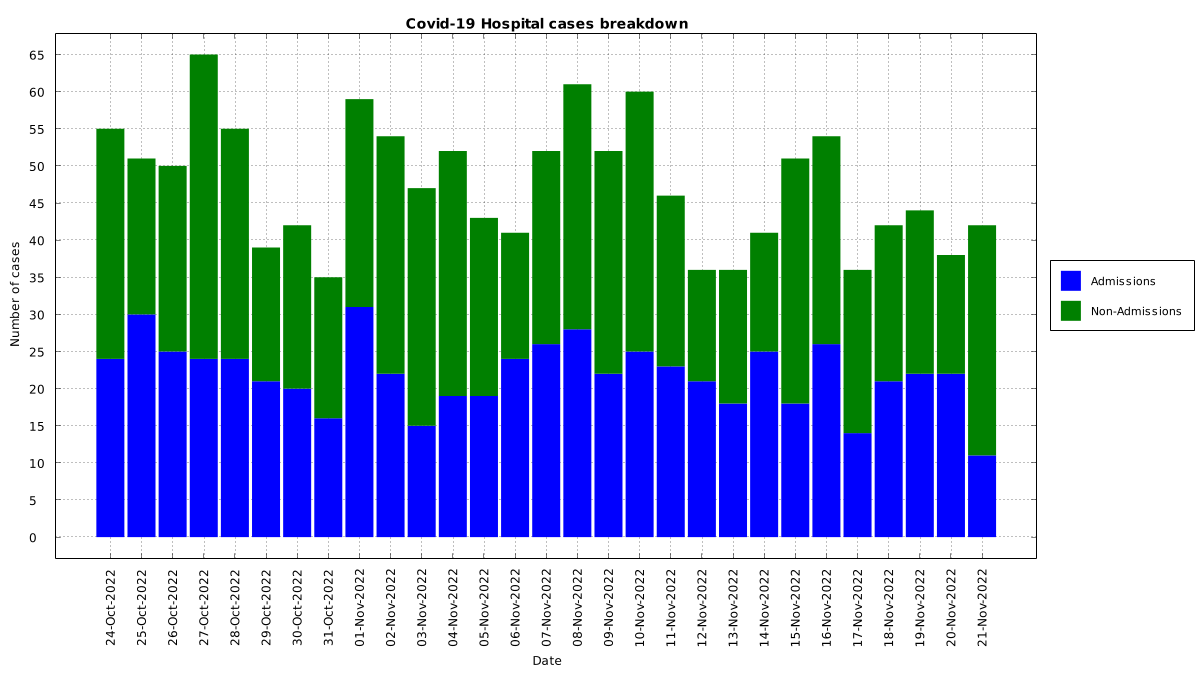 Covid-19 Hospital cases breakdown
65
60
55
50
45
40
35
30
25
20
15
10
5
0
Number of cases
24-Oct-2022
25-Oct-2022
26-Oct-2022
27-Oct-2022
28-Oct-2022
29-Oct-2022
30-Oct-2022
31-Oct-2022
01-Nov-2022
02-Nov-2022
03-Nov-2022
04-Nov-2022
05-Nov-2022
06-Nov-2022
07-Nov-2022
08-Nov-2022
09-Nov-2022
10-Nov-2022
11-Nov-2022
12-Nov-2022
13-Nov-2022
14-Nov-2022
15-Nov-2022
16-Nov-2022
17-Nov-2022
18-Nov-2022
19-Nov-2022
20-Nov-2022
21-Nov-2022
Date
Admissions
Non-Admissions